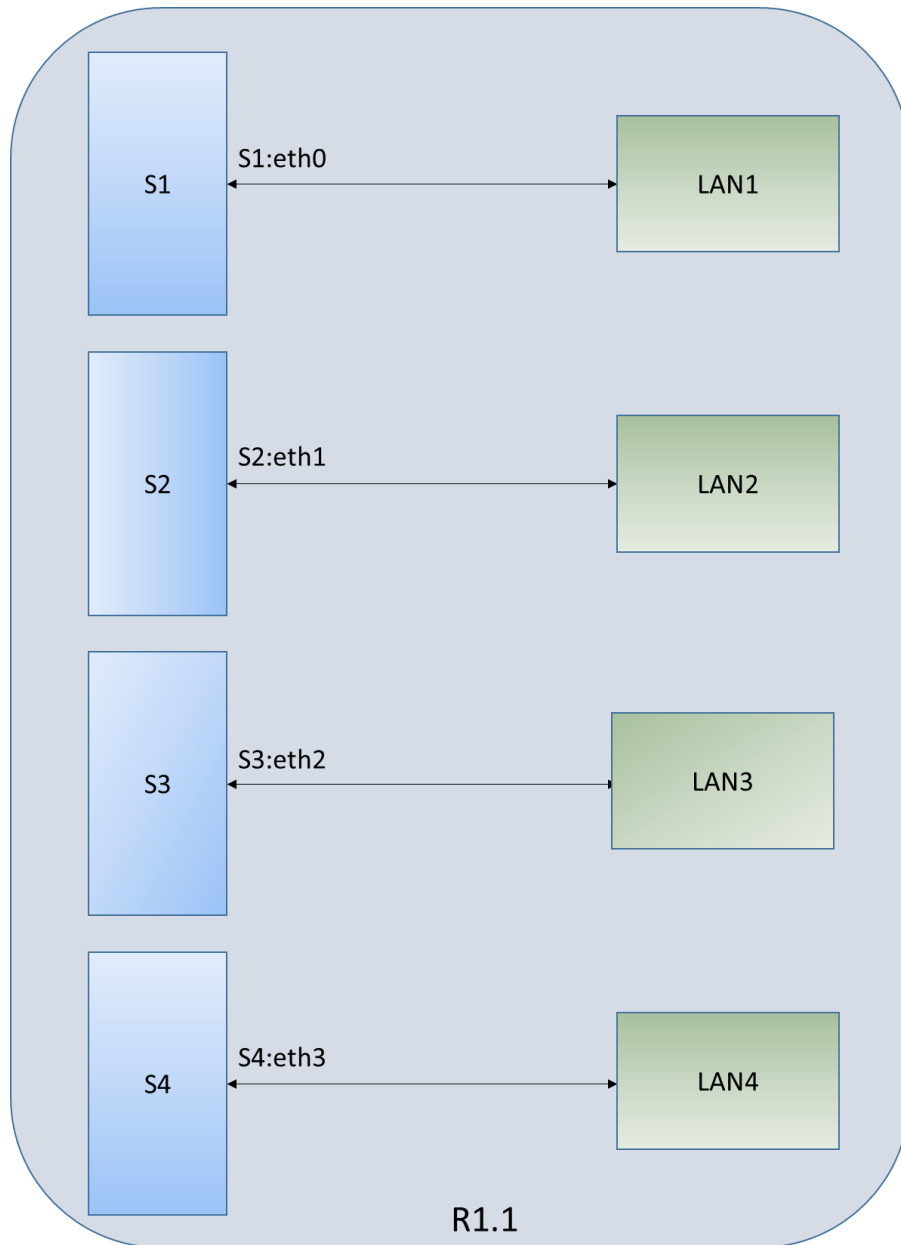 S1
S1:eth0
LAN1
S2
S2:eth1
LAN2
S3
S3:eth2
LAN3
S4
S4:eth3
LAN4
R1.1